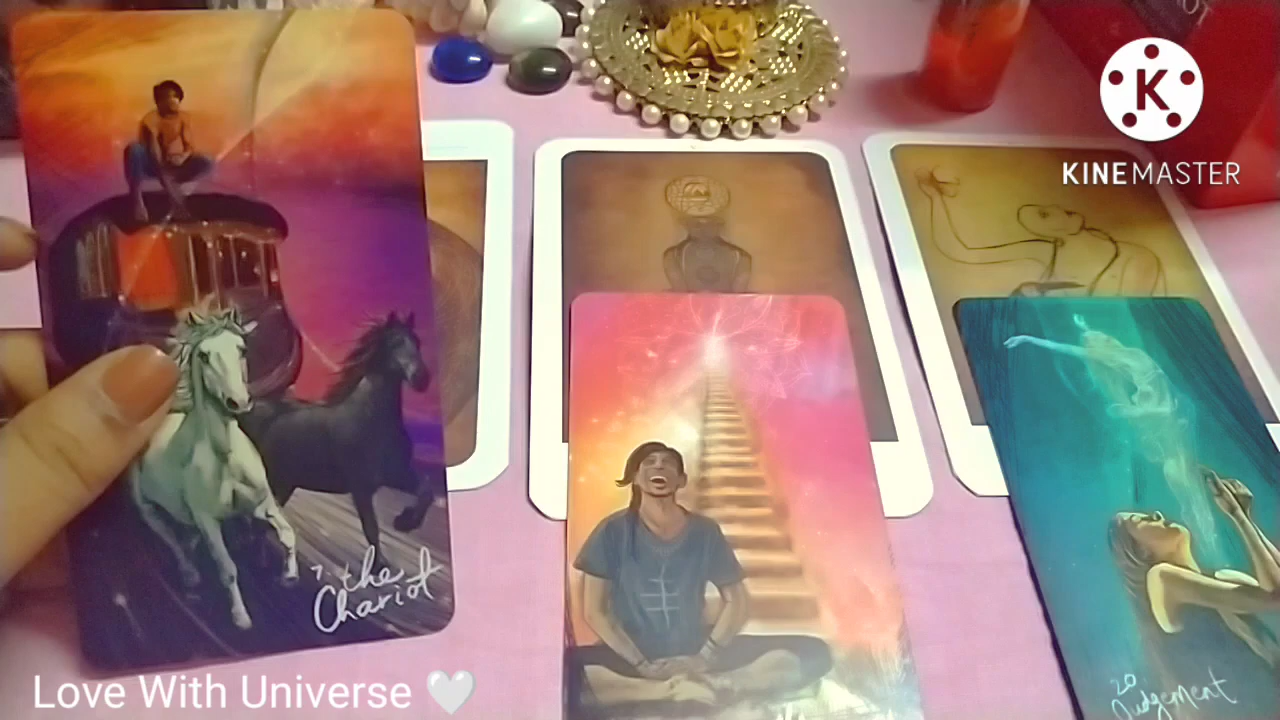 K
KINEMASTER
7. the
Chariot
20
Judgement
Love With Universe 🤍